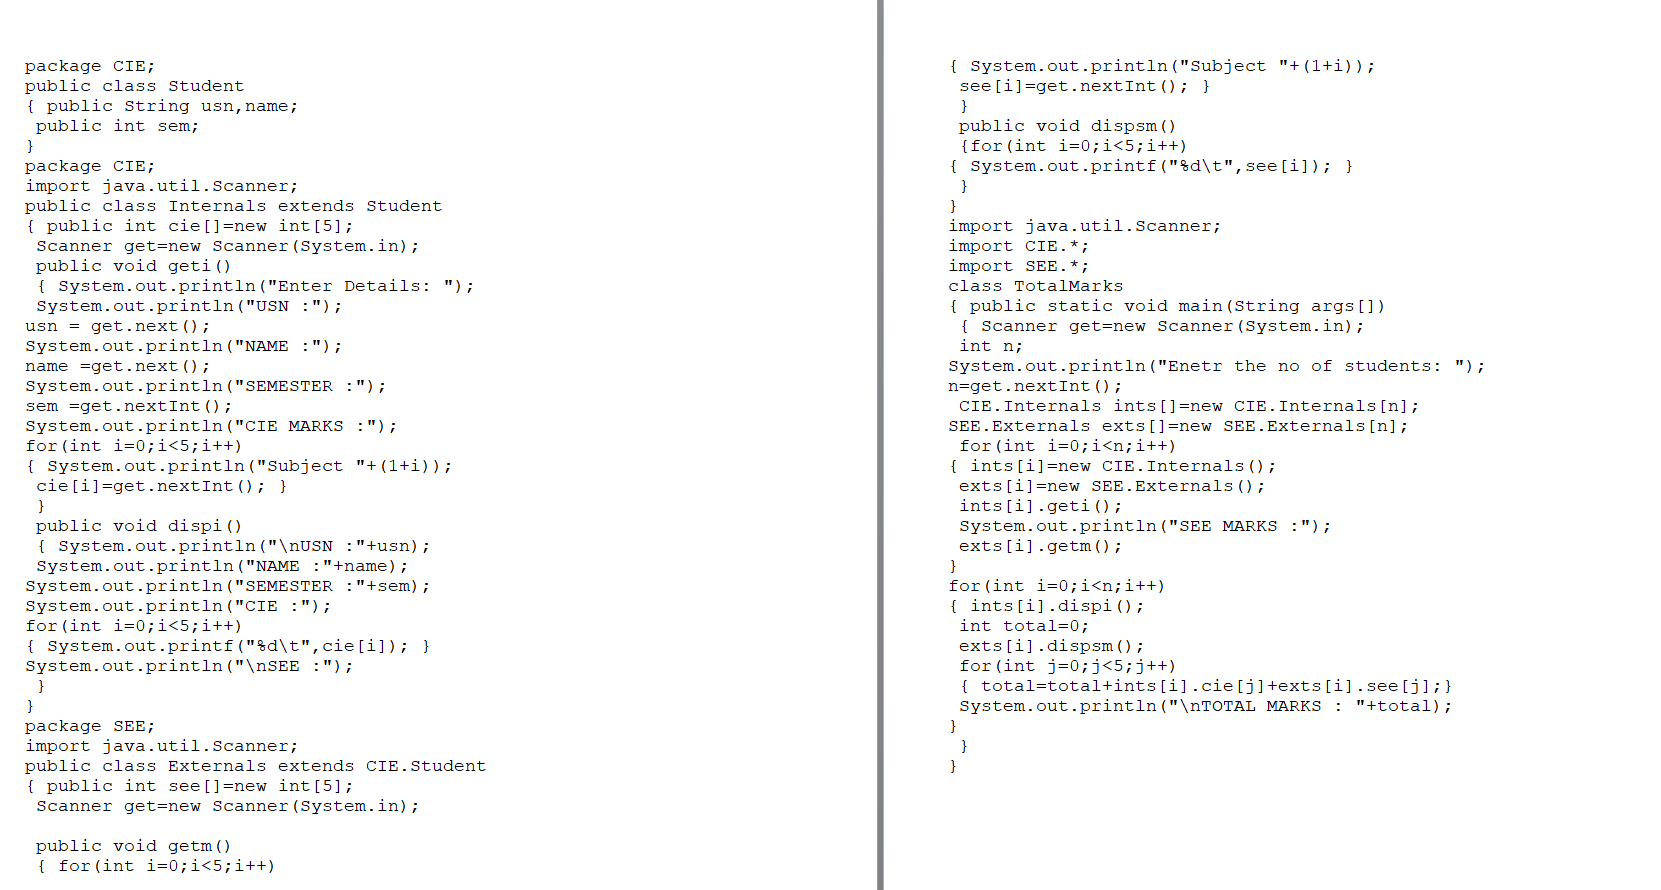 package CIE;
public class Student
{ public String usn,name;
public int sem;
}
package CIE;
import java.util.Scanner;
public class Internals extends Student
{ public int cie[]=new int[5];
Scanner get=new Scanner(System.in);
public void geti()
{ System.out.println("Enter Details: ");
System.out.println("USN :");
usn = get.next();
System.out.println("NAME :");
name =get.next();
System.out.println("SEMESTER :");
sem =get.nextInt();
System.out.println("CIE MARKS :");
for(int i=0;i<5;i++)
{ System.out.println("Subject "+(1+i));
cie[i]=get.nextInt(); }
}
public void dispi()
{ System.out.println("\nUSN :"+usn);
System.out.println("NAME :"+name);
System.out.println("SEMESTER :"+sem);
System.out.println("CIE :");
for(int i=0;i<5;i++)
{ System.out.printf("%d\t",cie[i]); }
System.out.println("\nSEE :");
}
}
package SEE;
import java.util.Scanner;
public class Externals extends CIE.Student
{ public int see[]=new int[5];
Scanner get=new Scanner(System.in);
public void getm()
{ for(int i=0;i<5;i++)
{ System.out.println("Subject "+(1+i));
see[i]=get.nextInt(); }
}
public void dispsm()
{for(int i=0;i<5;i++)
{ System.out.printf("%d\t",see[i]); }
}
}
import java.util.Scanner;
import CIE.*;
import SEE.*;
class TotalMarks
{ public static void main(String args[])
{ Scanner get=new Scanner(System.in);
int n;
System.out.println("Enetr the no of students: ");
n=get.nextInt();
CIE.Internals ints[]=new CIE.Internals[n];
SEE.Externals exts[]=new SEE.Externals[n];
for(int i=0;i<n;i++)
{ ints[i]=new CIE.Internals();
exts[i]=new SEE.Externals();
ints[i].geti();
System.out.println("SEE MARKS :");
exts[i].getm();
}
for(int i=0;i<n;i++)
{ ints[i].dispi();
int total=0;
exts[i].dispsm();
for(int j=0;j<5;j++)
{ total=total+ints[i].cie[j]+exts[i].see[j];}
System.out.println("\nTOTAL MARKS : "+total);
}
}
}